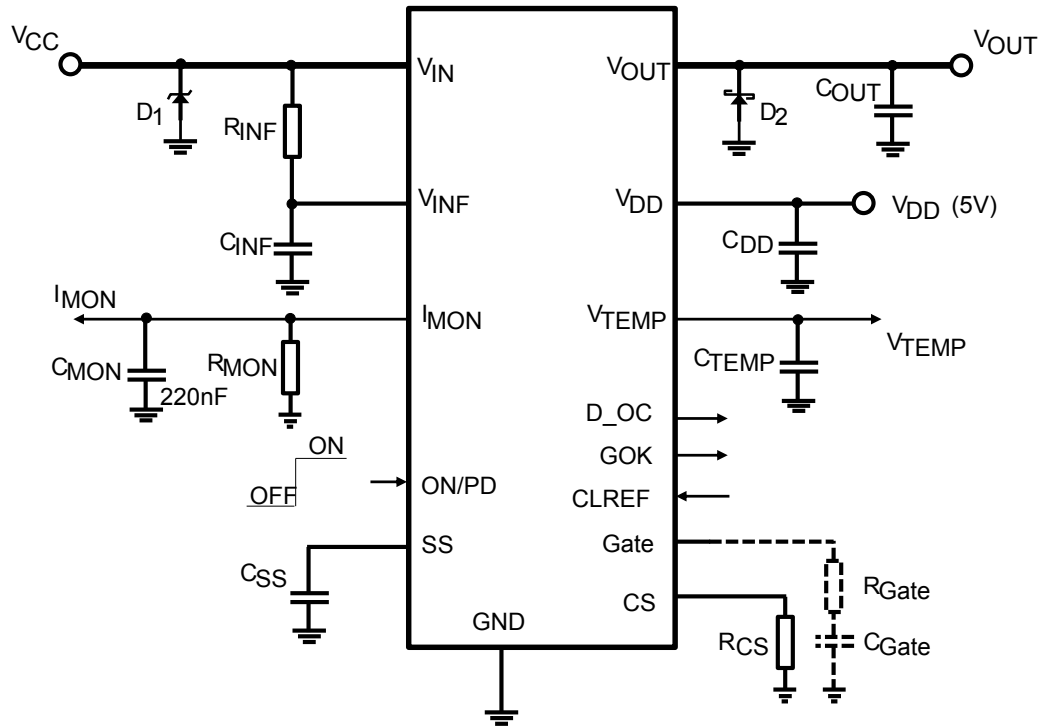 VCC
VIN
VOUT
VOUT
D1
RINF
D2
COUT
VINF
VDD
VDD (5V)
CINF
CDD
IMON
IMON
VTEMP
VTEMP
CMON
220nF
RMON
CTEMP
D_OC
GOK
ON
OFF
ON/PD
CLREF
SS
Gate
CSS
CS
RGate
GND
RCS
CGate